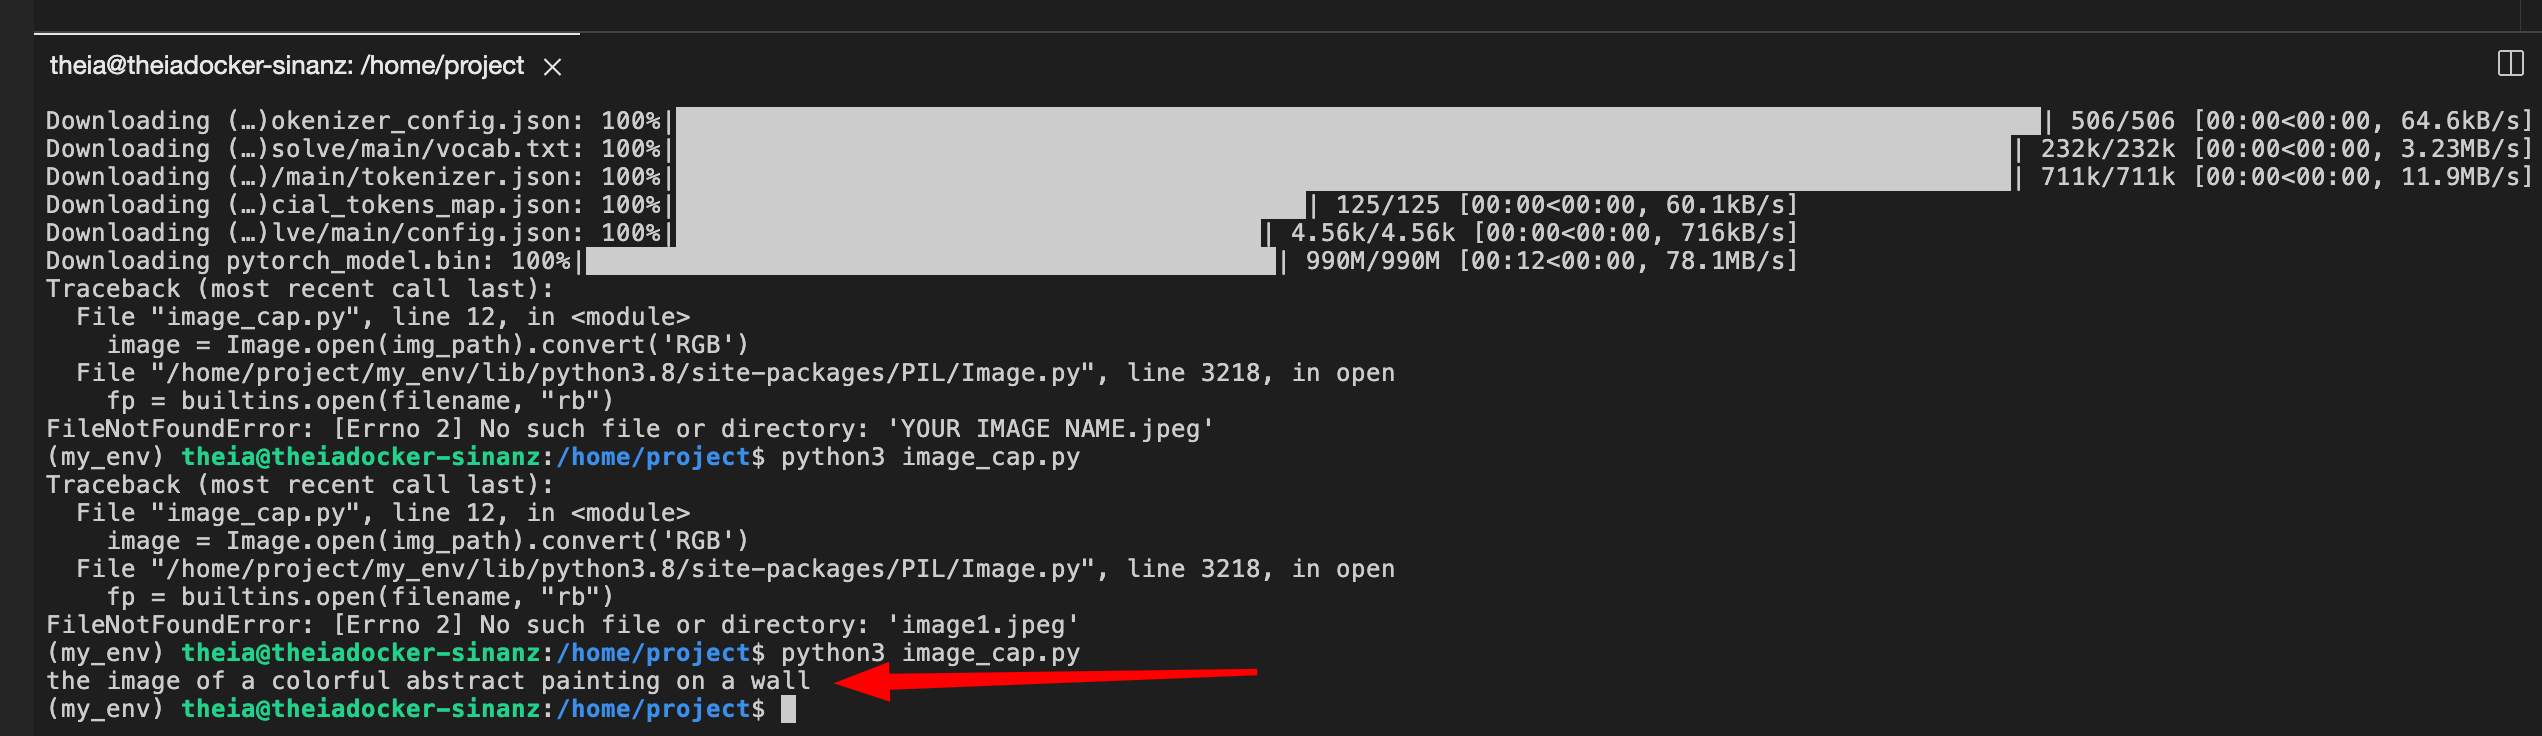 theia@theiadocker-sinanz: /home/project ×
Downloading (…)okenizer_config.json: 100%| | 506/506 [00:00<00:00, 64.6kB/s]
Downloading (…)solve/main/vocab.txt: 100%| | 232k/232k [00:00<00:00, 3.23MB/s]
Downloading (…)/main/tokenizer.json: 100%| | 711k/711k [00:00<00:00, 11.9MB/s]
Downloading (…)cial_tokens_map.json: 100%| | 125/125 [00:00<00:00, 60.1kB/s]
Downloading (…)lve/main/config.json: 100%| | 4.56k/4.56k [00:00<00:00, 716kB/s]
Downloading pytorch_model.bin: 100%| | 990M/990M [00:12<00:00, 78.1MB/s]
Traceback (most recent call last):
  File "image_cap.py", line 12, in <module>
    image = Image.open(img_path).convert('RGB')
  File "/home/project/my_env/lib/python3.8/site-packages/PIL/Image.py", line 3218, in open
    fp = builtins.open(filename, "rb")
FileNotFoundError: [Errno 2] No such file or directory: 'YOUR IMAGE NAME.jpeg'
(my_env) theia@theiadocker-sinanz:/home/project$ python3 image_cap.py
Traceback (most recent call last):
  File "image_cap.py", line 12, in <module>
    image = Image.open(img_path).convert('RGB')
  File "/home/project/my_env/lib/python3.8/site-packages/PIL/Image.py", line 3218, in open
    fp = builtins.open(filename, "rb")
FileNotFoundError: [Errno 2] No such file or directory: 'image1.jpeg'
(my_env) theia@theiadocker-sinanz:/home/project$ python3 image_cap.py
the image of a colorful abstract painting on a wall
(my_env) theia@theiadocker-sinanz:/home/project$